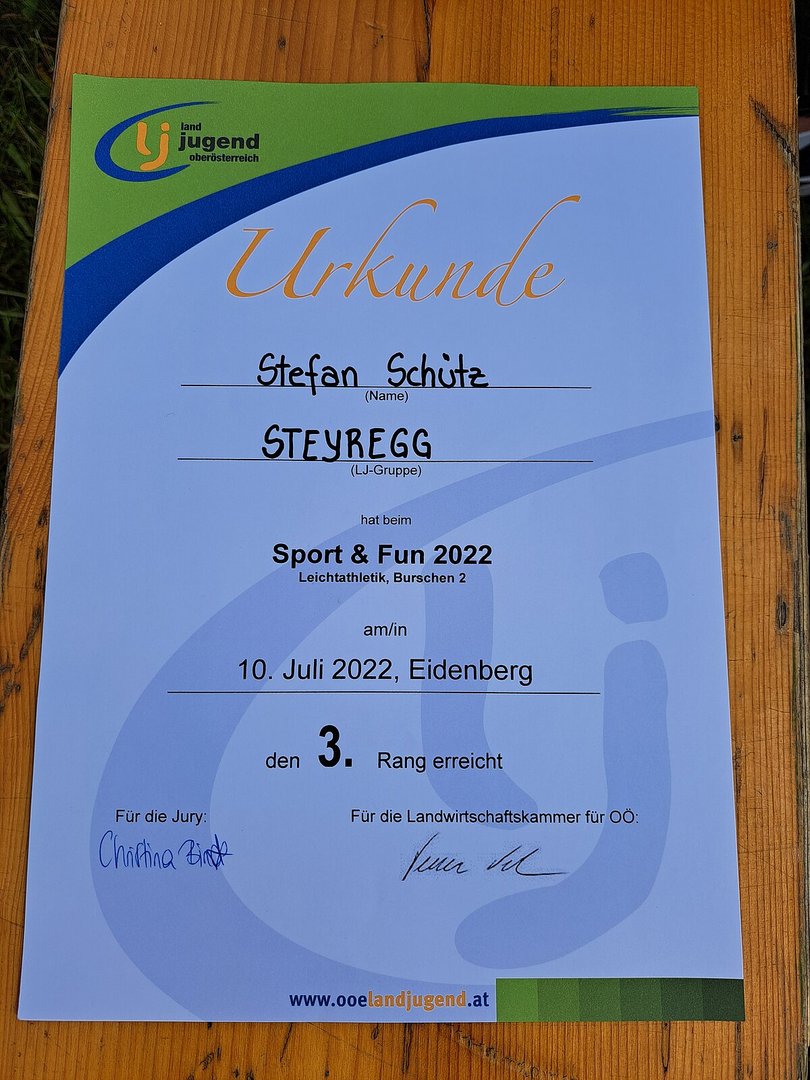 lj
land
jugend
oberösterreich
Urkunde
Stefan Schütz
(Name)
STEYREGG
(LJ-Gruppe)
hat beim
Sport & Fun 2022
Leichtathletik, Burschen 2
am/in
10. Juli 2022, Eidenberg
den 3. Rang erreicht
Für die Jury: Für die Landwirtschaftskammer für OÖ:
Christina
www.ooelandjugend.at